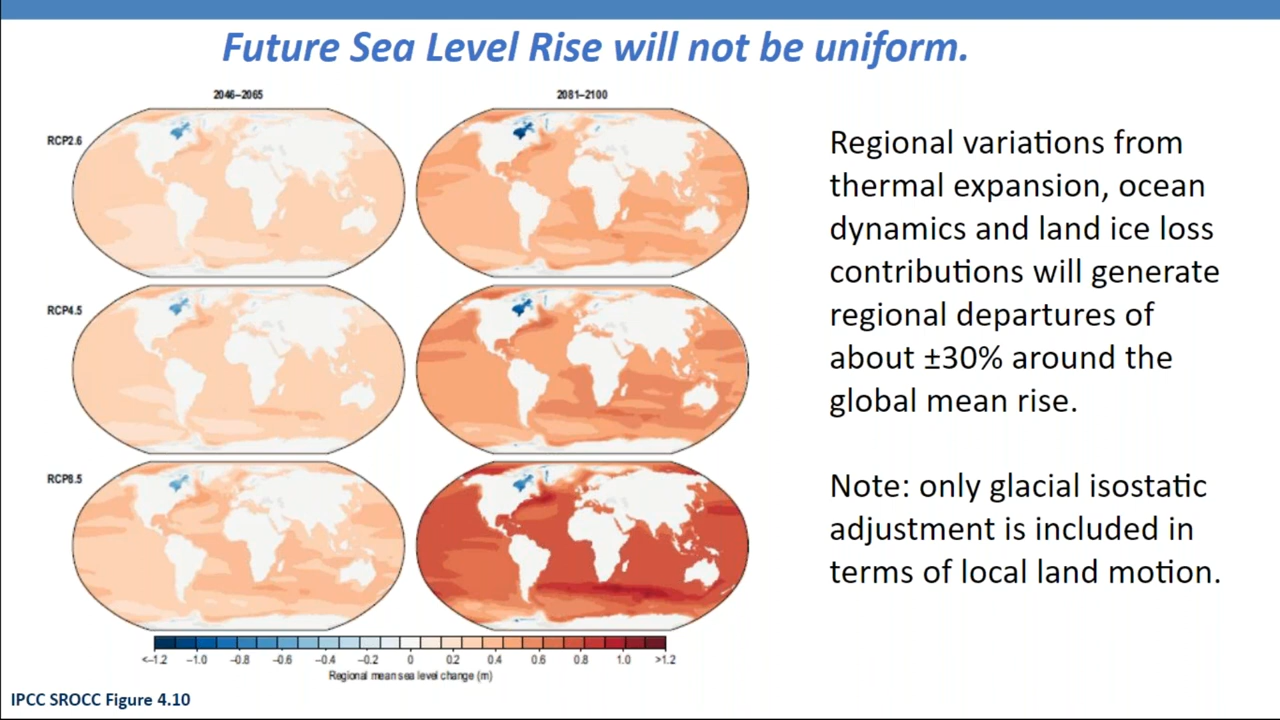 Future Sea Level Rise will not be uniform.
2046–2065
2081–2100
RCP2.6
RCP4.5
RCP8.5
<–1.2 –1.0 –0.8 –0.6 –0.4 –0.2 0 0.2 0.4 0.6 0.8 1.0 >1.2
Regional mean sea level change (m)
Regional variations from
thermal expansion, ocean
dynamics and land ice loss
contributions will generate
regional departures of
about ±30% around the
global mean rise.
Note: only glacial isostatic
adjustment is included in
terms of local land motion.
IPCC SROCC Figure 4.10